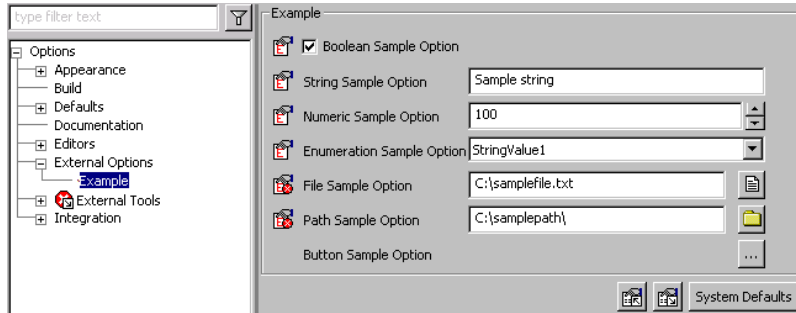 type filter text
Options
Appearance
Build
Defaults
Documentation
Editors
External Options
Example
External Tools
Integration
Example
Boolean Sample Option
String Sample Option Sample string
Numeric Sample Option 100
Enumeration Sample Option StringValue1
File Sample Option C:\samplefile.txt
Path Sample Option C:\samplepath\
Button Sample Option ...
System Defaults